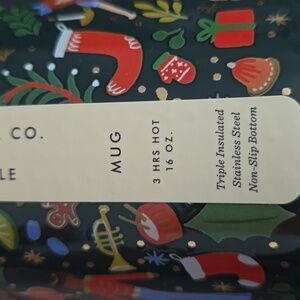 & CO.
LE
MUG
3 HRS HOT
16 OZ.
Triple Insulated
Stainless Steel
Non-Slip Bottom